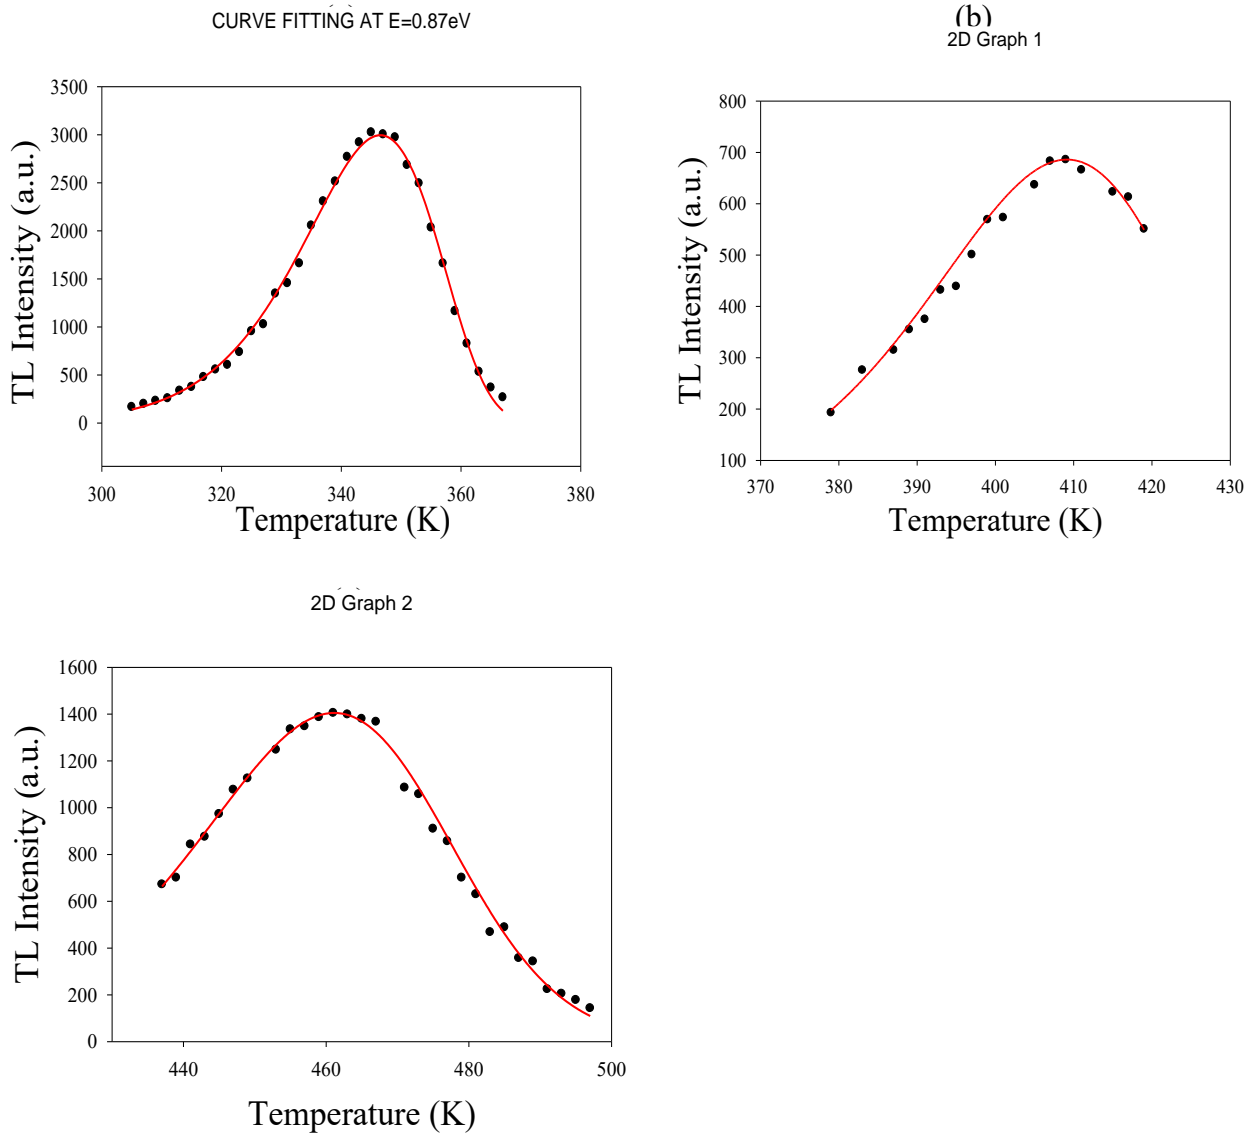 CURVE FITTING AT E=0.87eV
3500
3000
2500
2000
1500
1000
500
0
TL Intensity (a.u.)
300 320 340 360 380
Temperature (K)
(b)
2D Graph 1
800
700
600
500
400
300
200
100
TL Intensity (a.u.)
370 380 390 400 410 420 430
Temperature (K)
2D Graph 2
1600
1400
1200
1000
800
600
400
200
0
TL Intensity (a.u.)
440 460 480 500
Temperature (K)